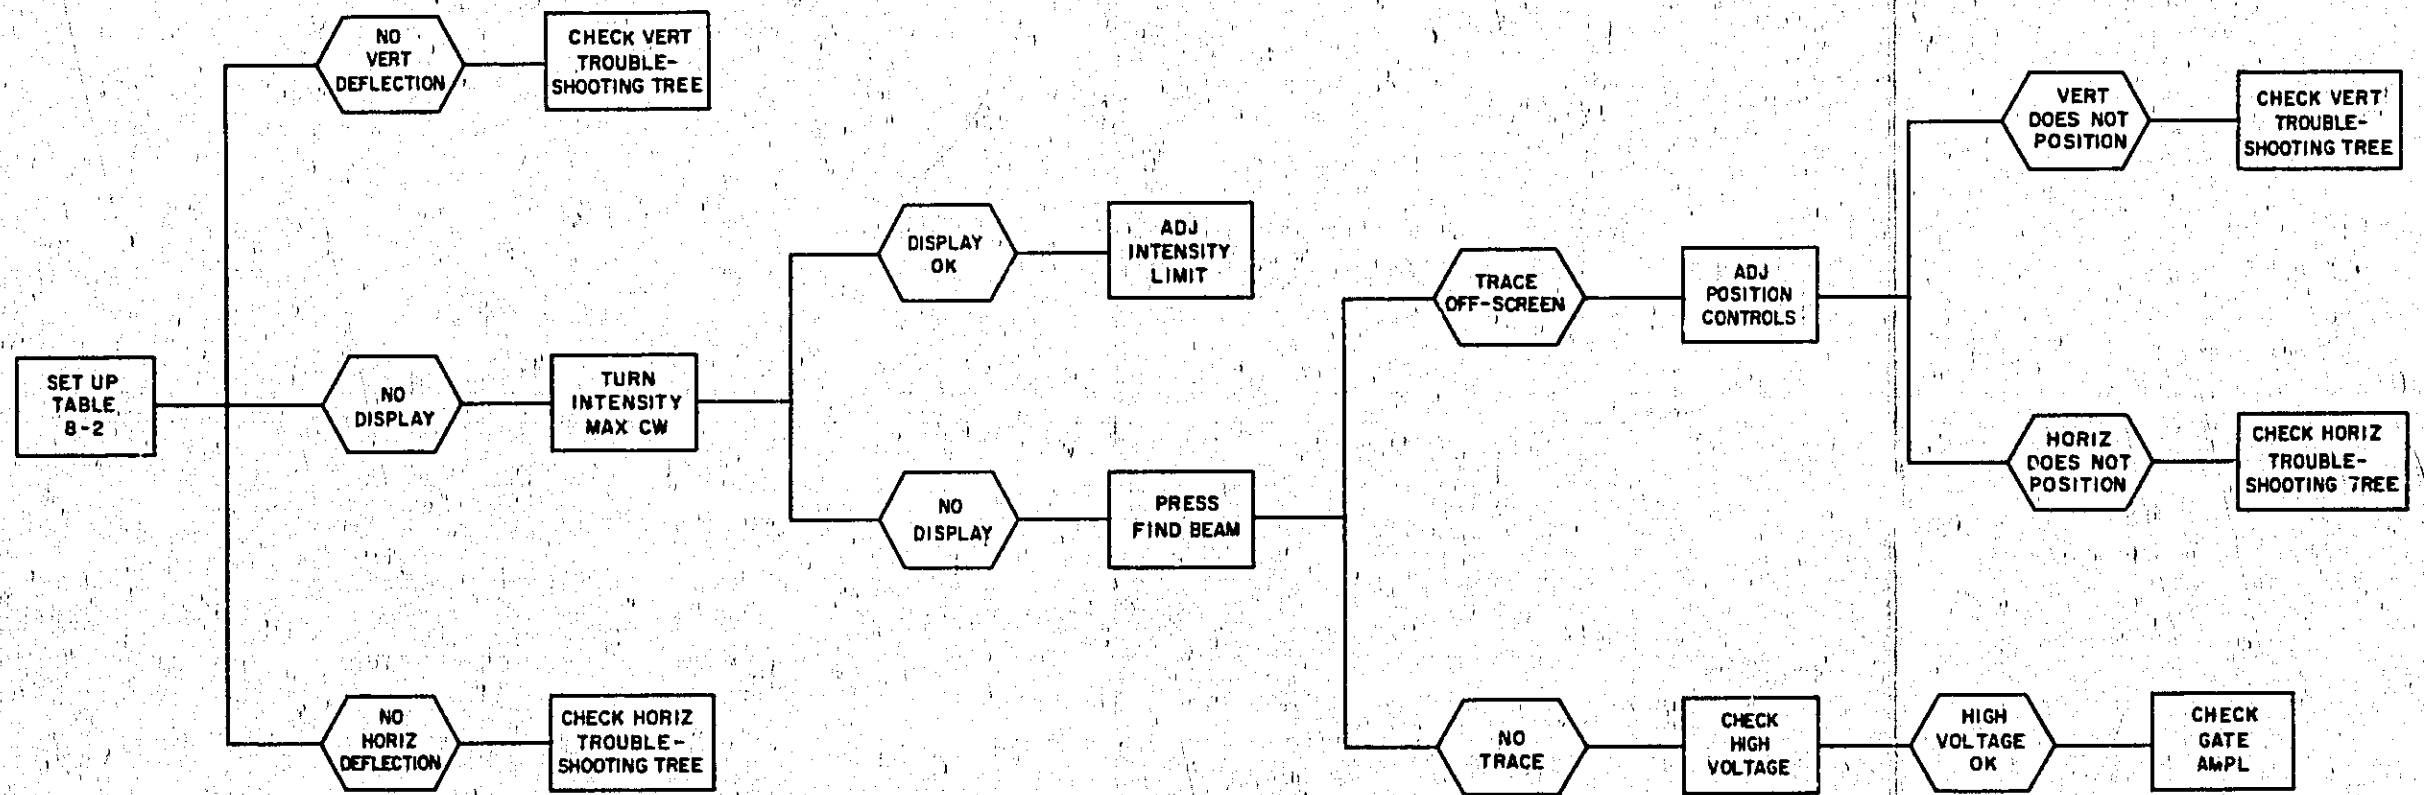 NO
VERT
DEFLECTION
CHECK VERT
TROUBLE-
SHOOTING TREE
VERT
DOES NOT
POSITION
CHECK VERT
TROUBLE-
SHOOTING TREE
DISPLAY
OK
ADJ
INTENSITY
LIMIT
TRACE
OFF-SCREEN
ADJ
POSITION
CONTROLS
SET UP
TABLE
8-2
NO
DISPLAY
TURN
INTENSITY
MAX CW
NO
DISPLAY
PRESS
FIND BEAM
HORIZ
DOES NOT
POSITION
CHECK HORIZ
TROUBLE-
SHOOTING TREE
NO
HORIZ
DEFLECTION
CHECK HORIZ
TROUBLE-
SHOOTING TREE
NO
TRACE
CHECK
HIGH
VOLTAGE
HIGH
VOLTAGE
OK
CHECK
GATE
AMPL